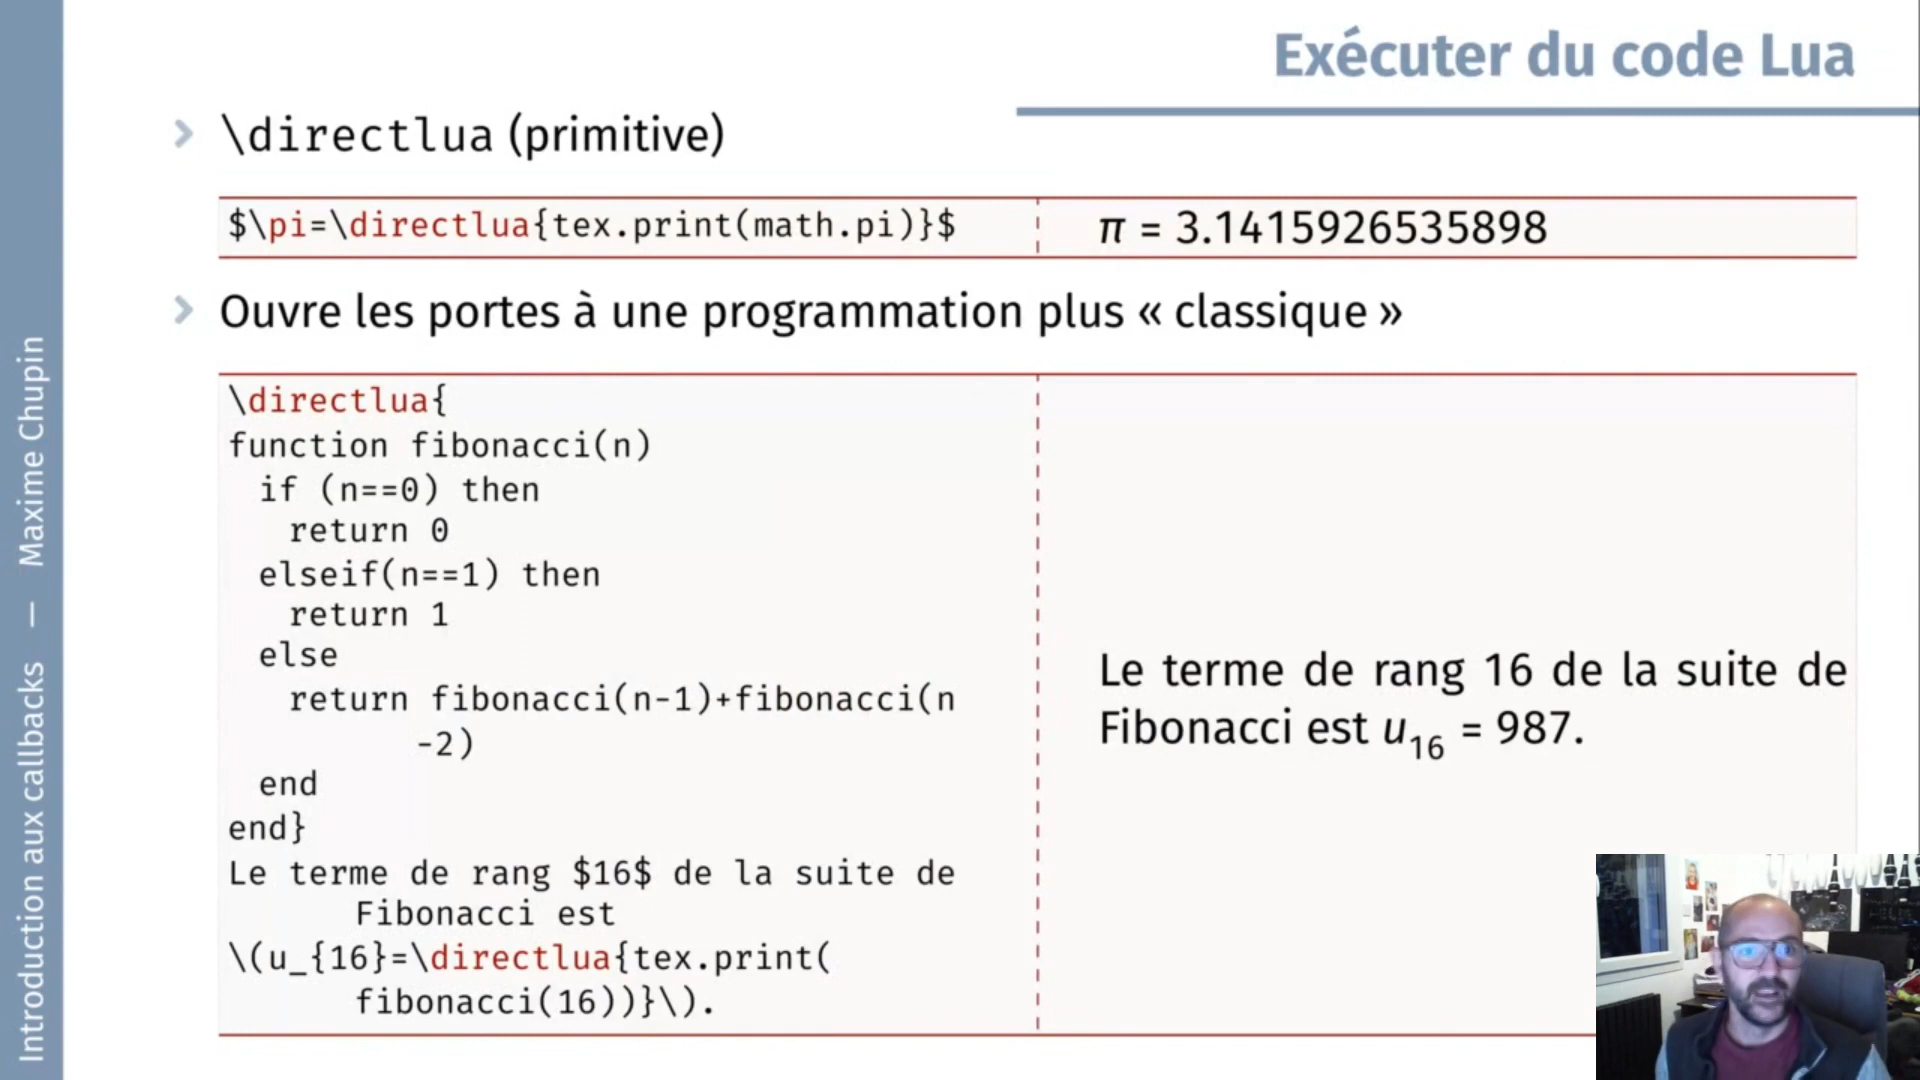 Exécuter du code Lua
\directlua (primitive)
$\pi=\directlua{tex.print(math.pi)}$
π = 3.1415926535898
Ouvre les portes à une programmation plus « classique »
\directlua{
function fibonacci(n)
  if (n==0) then
    return 0
  elseif(n==1) then
    return 1
  else
    return fibonacci(n-1)+fibonacci(n
-2)
  end
end}
Le terme de rang $16$ de la suite de
Fibonacci est
\(u_{16}=\directlua{tex.print(
fibonacci(16))}\).
Le terme de rang 16 de la suite de
Fibonacci est u16 = 987.
Introduction aux callbacks — Maxime Chupin